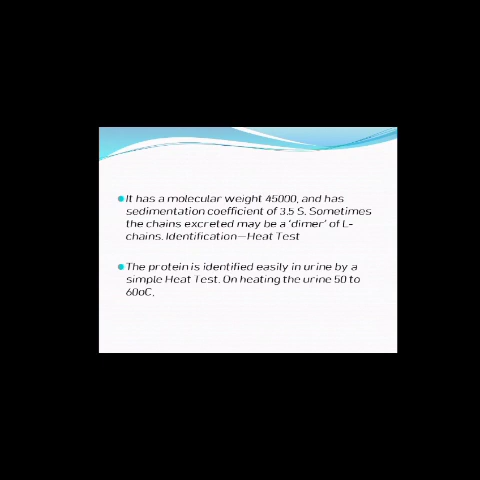 It has a molecular weight 45000, and has
sedimentation coefficient of 3.5 S. Sometimes
the chains excreted may be a 'dimer' of L-
chains. Identification—Heat Test
The protein is identified easily in urine by a
simple Heat Test. On heating the urine 50 to
60oC,